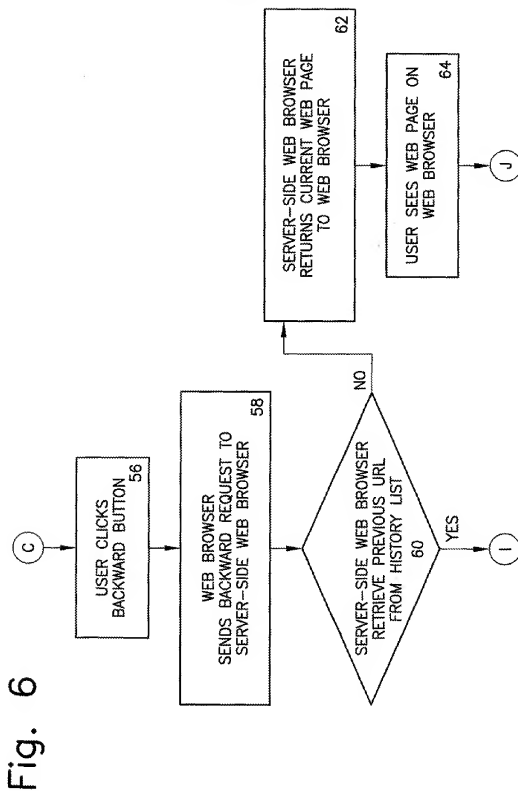 Fig. 6
C
USER CLICKS
BACKWARD BUTTON
56
WEB BROWSER
SENDS BACKWARD REQUEST TO
SERVER-SIDE WEB BROWSER
58
SERVER-SIDE WEB BROWSER
RETRIEVE PREVIOUS URL
FROM HISTORY LIST
60
NO
YES
I
SERVER-SIDE WEB BROWSER
RETURNS CURRENT WEB PAGE
TO WEB BROWSER
62
USER SEES WEB PAGE ON
WEB BROWSER
64
J